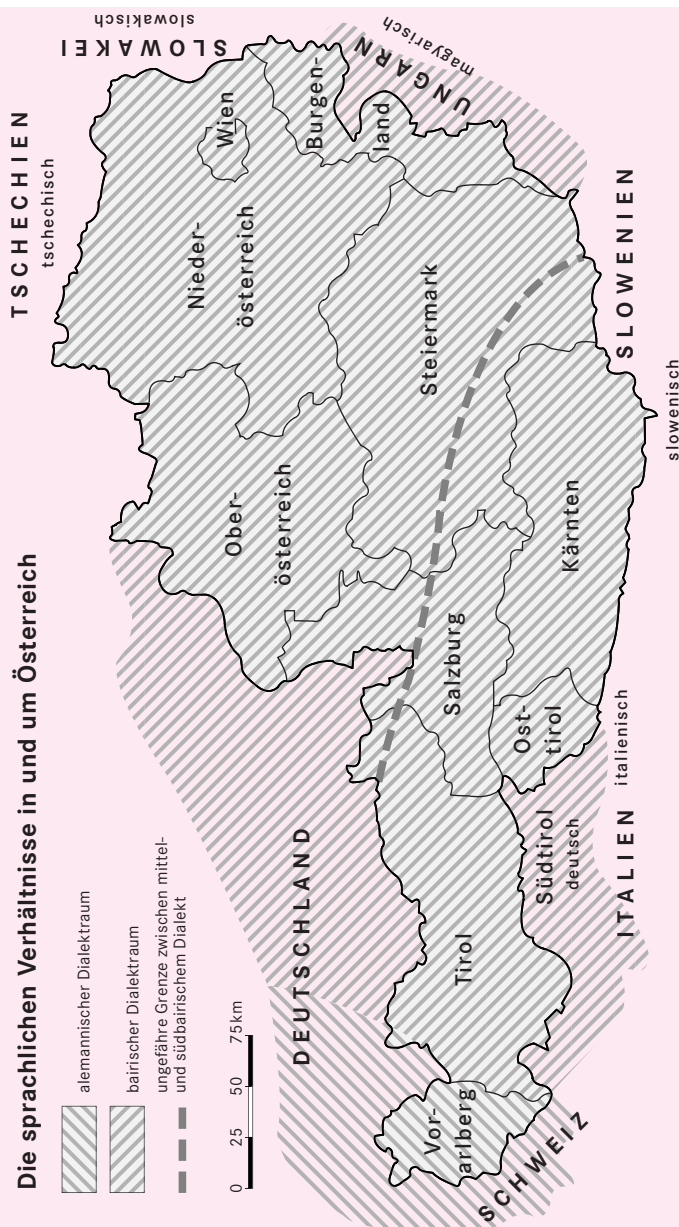 Die sprachlichen Verhältnisse in und um Österreich
alemannischer Dialektraum
bairischer Dialektraum
ungefähre Grenze zwischen mittel-
und südbairischem Dialekt
0 25 50 75 km
TSCHECHIEN
tschechisch
SLOWAKEI
slowakisch
UNGARN
magyarisch
SLOWENIEN
slowenisch
ITALIEN
italienisch
Südtirol
deutsch
SCHWEIZ
DEUTSCHLAND
Vor-
arlberg
Tirol
Salzburg
Ost-
tirol
Kärnten
Ober-
österreich
Steiermark
Nieder-
österreich
Wien
Burgen-
land